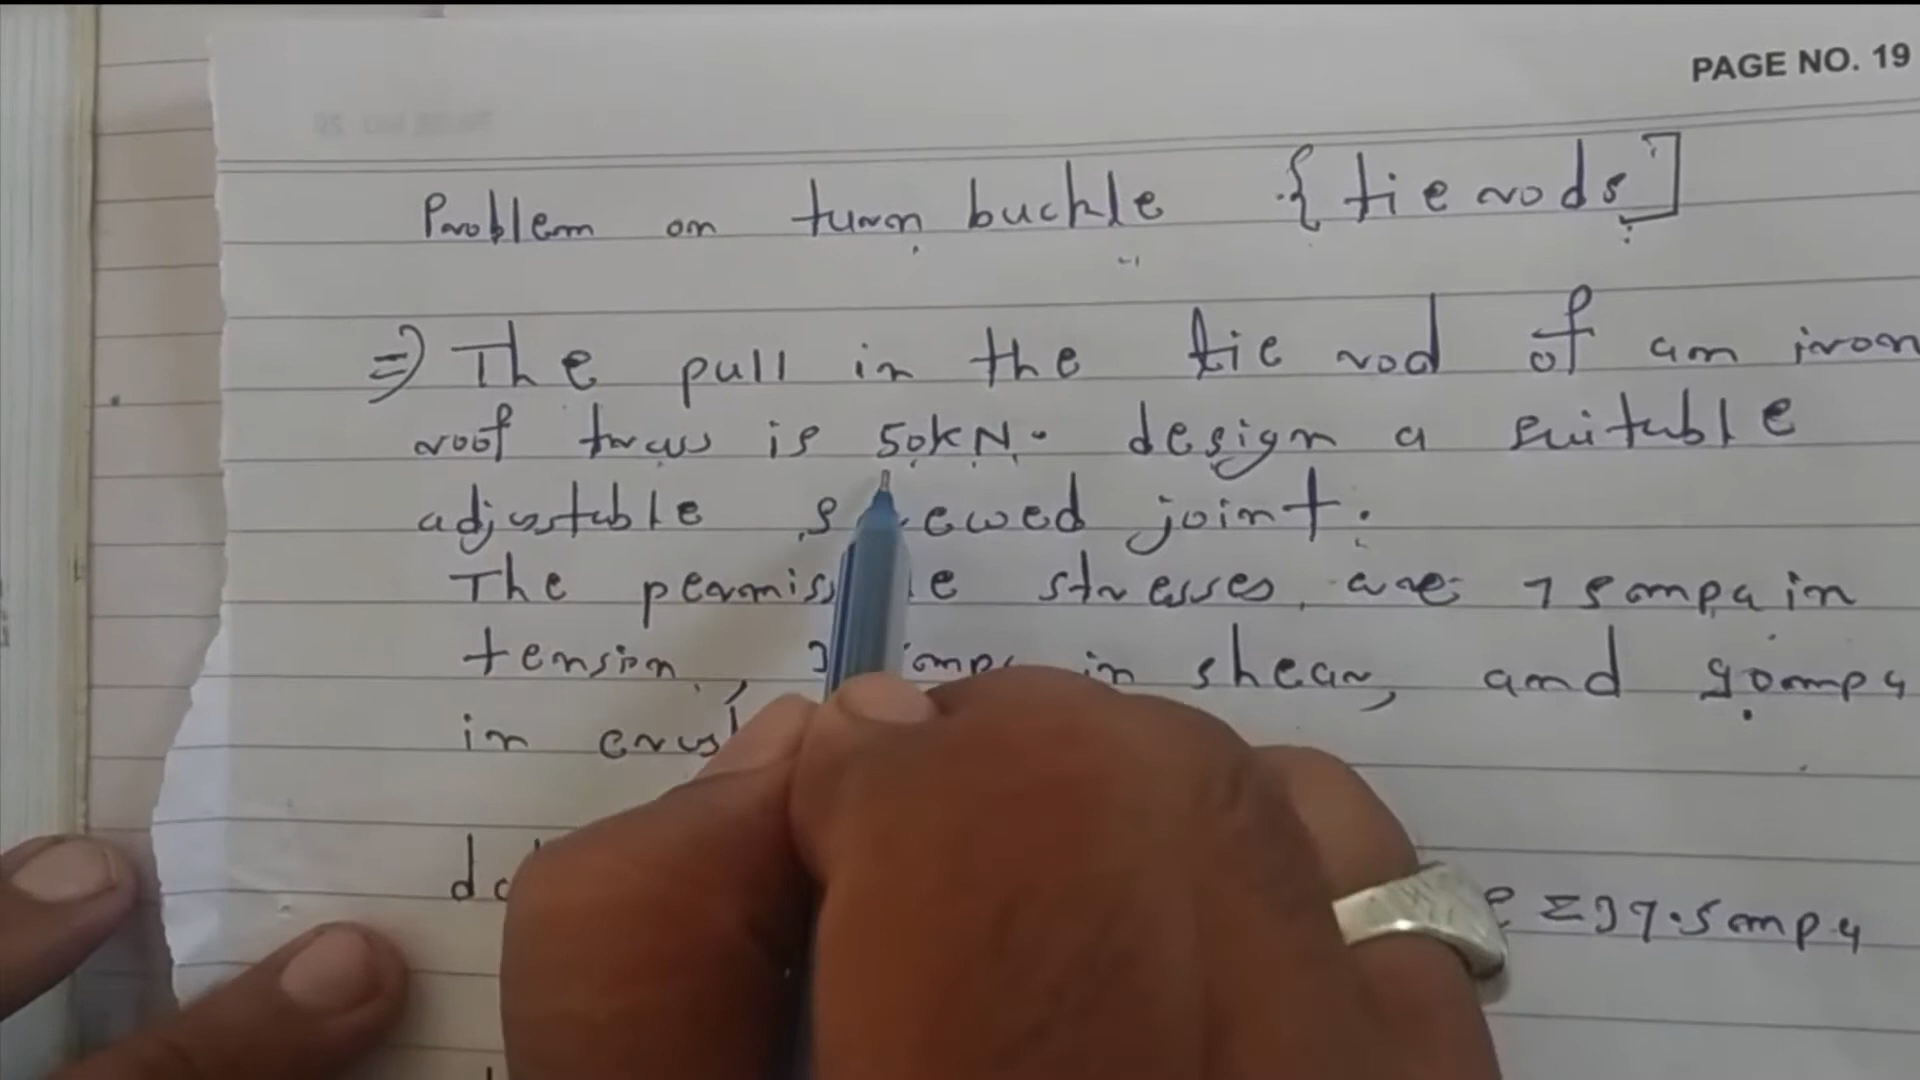 PAGE NO. 19
Problem on turn buckle {tie rods]
⇒ The pull in the tie rod of an iron
roof truss is 50kN. design a suitable
adjustable joint.
The stresses are 75mpa in
tension, in shear, and 90mpa
in
= 37.5mpa